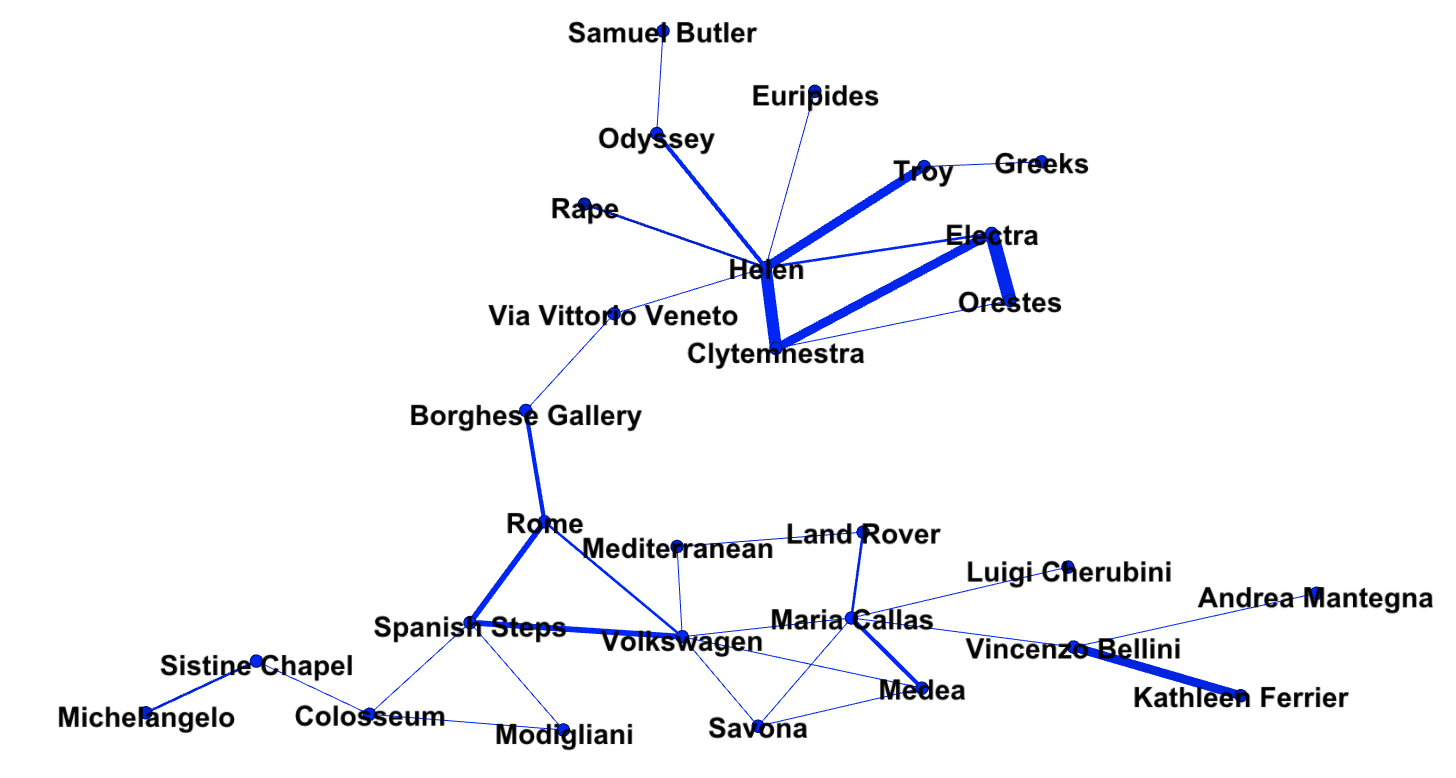 Samuel Butler
Euripides
Odyssey
Troy
Greeks
Rape
Electra
Helen
Orestes
Via Vittorio Veneto
Clytemnestra
Borghese Gallery
Rome
Land Rover
Mediterranean
Luigi Cherubini
Andrea Mantegna
Maria Callas
Spanish Steps
Volkswagen
Vincenzo Bellini
Sistine Chapel
Medea
Kathleen Ferrier
Michelangelo
Colosseum
Savona
Modigliani